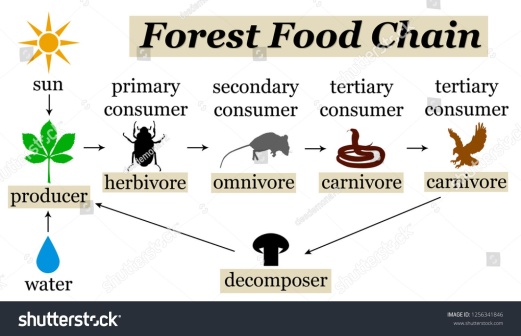 Forest Food Chain
sun
primary
consumer
secondary
consumer
tertiary
consumer
tertiary
consumer
producer
herbivore
omnivore
carnivore
carnivore
water
decomposer
shutterstock
IMAGE ID: 1256341846
www.shutterstock.com